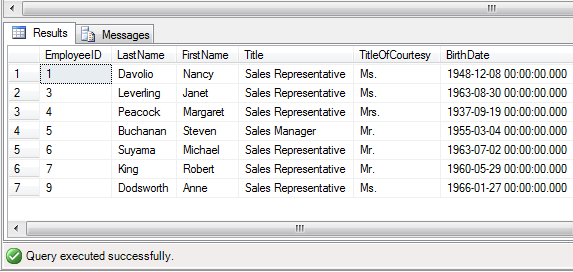 Results Messages
EmployeeID LastName FirstName Title TitleOfCourtesy BirthDate
1 1 Davolio Nancy Sales Representative Ms. 1948-12-08 00:00:00.000
2 3 Leverling Janet Sales Representative Ms. 1963-08-30 00:00:00.000
3 4 Peacock Margaret Sales Representative Mrs. 1937-09-19 00:00:00.000
4 5 Buchanan Steven Sales Manager Mr. 1955-03-04 00:00:00.000
5 6 Suyama Michael Sales Representative Mr. 1963-07-02 00:00:00.000
6 7 King Robert Sales Representative Mr. 1960-05-29 00:00:00.000
7 9 Dodsworth Anne Sales Representative Ms. 1966-01-27 00:00:00.000
Query executed successfully.